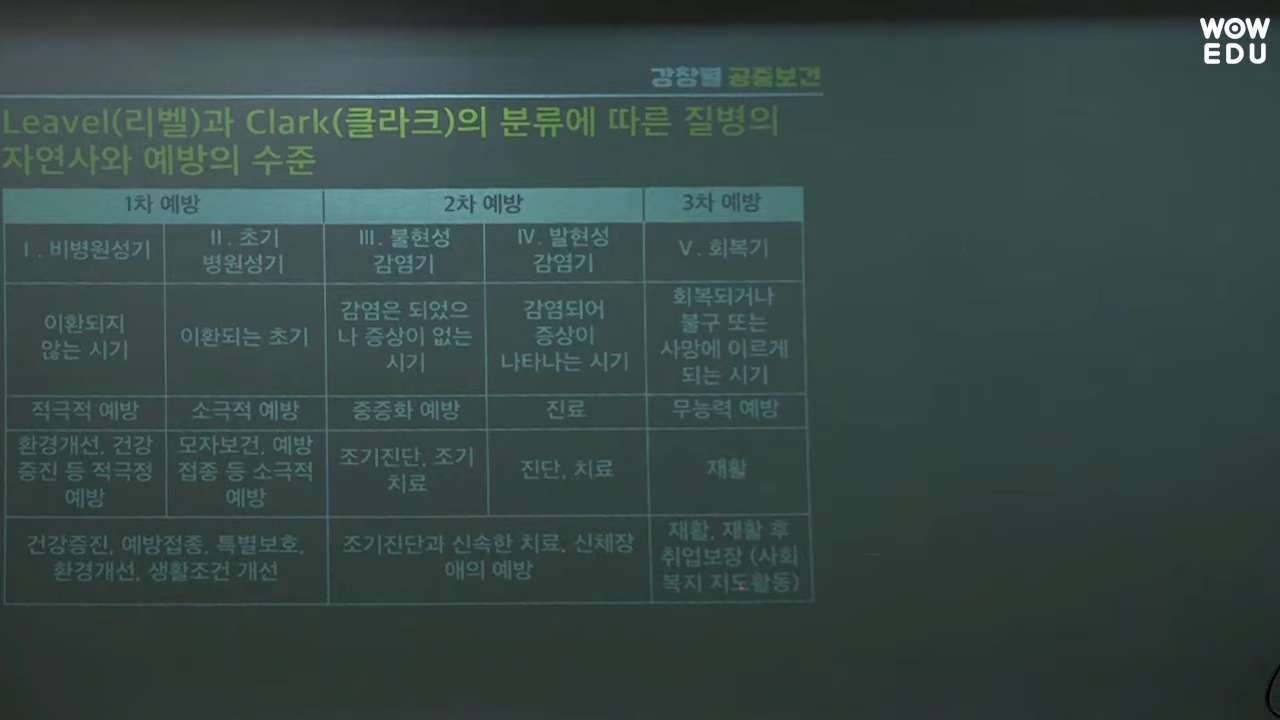 WOW
EDU
강창별 공중보건
Leavel(리벨)과 Clark(클라크)의 분류에 따른 질병의
자연사와 예방의 수준
1차 예방
2차 예방
3차 예방
Ⅰ. 비병원성기
Ⅱ. 초기
병원성기
Ⅲ. 불현성
감염기
Ⅳ. 발현성
감염기
Ⅴ. 회복기
이환되지
않는 시기
이환되는 초기
감염은 되었으
나 증상이 없는
시기
감염되어
증상이
나타나는 시기
회복되거나
불구 또는
사망에 이르게
되는 시기
적극적 예방
소극적 예방
중증화 예방
진료
무능력 예방
환경개선, 건강
증진 등 적극정
예방
모자보건, 예방
접종 등 소극적
예방
조기진단, 조기
치료
진단, 치료
재활
건강증진, 예방접종, 특별보호,
환경개선, 생활조건 개선
조기진단과 신속한 치료, 신체장
애의 예방
재활, 재활 후
취업보장 (사회
복지 지도활동)